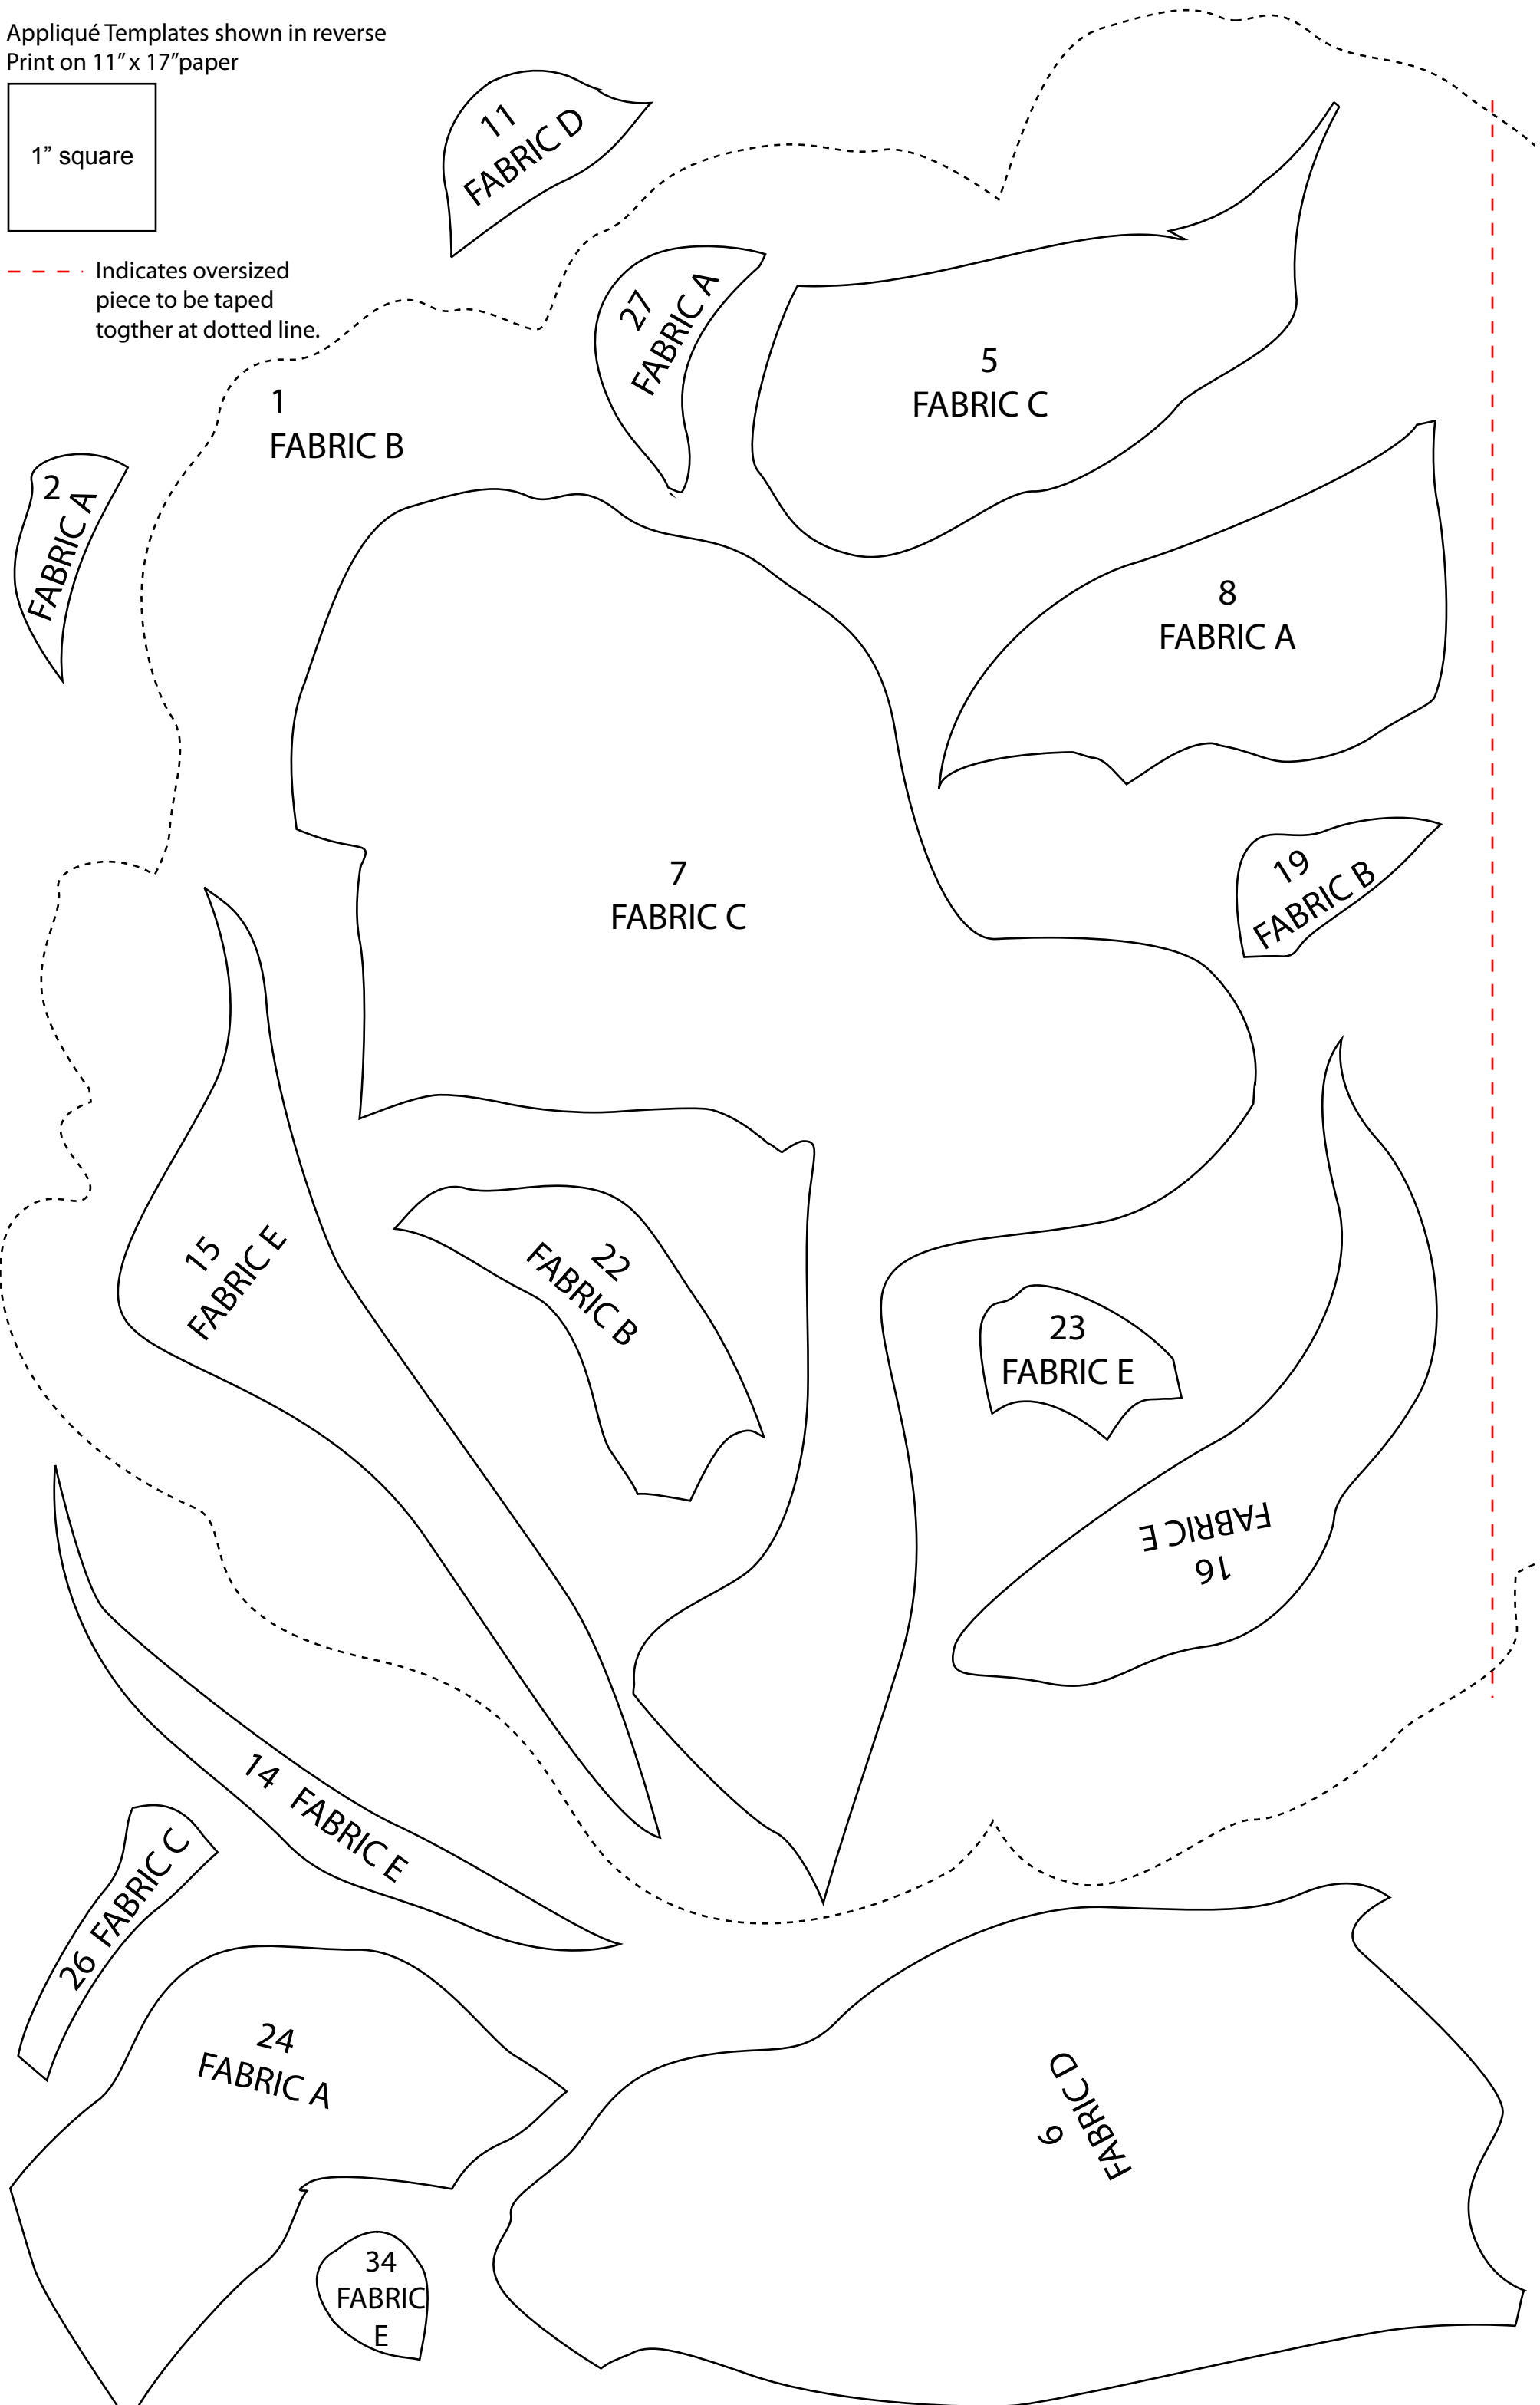 Appliqué Templates shown in reverse
Print on 11” x 17”paper
1” square
Indicates oversized
piece to be taped
togther at dotted line.
11
FABRIC D
27
FABRIC A
5
FABRIC C
1
FABRIC B
2
FABRIC A
8
FABRIC A
7
FABRIC C
19
FABRIC B
15
FABRIC E
22
FABRIC B
23
FABRIC E
16
FABRIC E
14 FABRIC E
26 FABRIC C
24
FABRIC A
6
FABRIC D
34
FABRIC
E